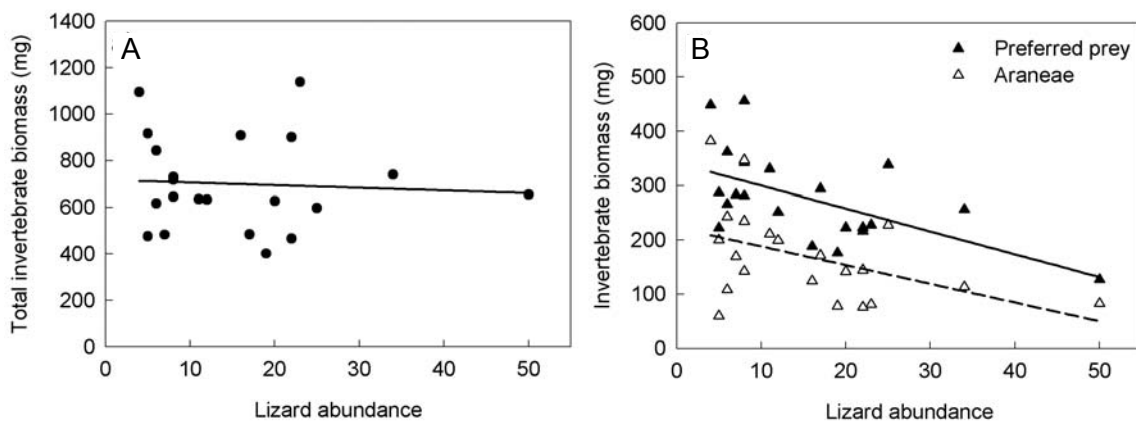 A
Total invertebrate biomass (mg)
1400
1200
1000
800
600
400
200
0
0 10 20 30 40 50
Lizard abundance
B
Preferred prey
Araneae
Invertebrate biomass (mg)
600
500
400
300
200
100
0
0 10 20 30 40 50
Lizard abundance